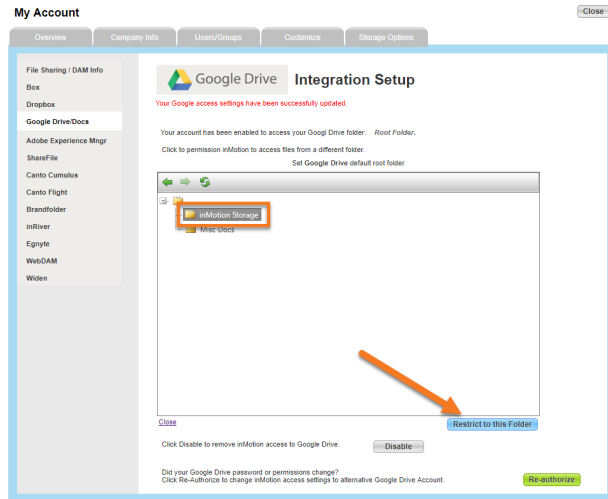 My Account
Close
Overview
Company Info
Users/Groups
Customize
Storage Options
File Sharing / DAM Info
Box
Dropbox
Google Drive/Docs
Adobe Experience Mngr
ShareFile
Canto Cumulus
Canto Flight
Brandfolder
inRiver
Egnyte
WebDAM
Widen
Google Drive Integration Setup
Your Google access settings have been successfully updated.
Your account has been enabled to access your Googl Drive folder: Root Folder.
Click to permission inMotion to access files from a different folder.
Set Google Drive default root folder
inMotion Storage
Misc Docs
Close
Restrict to this Folder
Click Disable to remove inMotion access to Google Drive.
Disable
Did your Google Drive password or permissions change?
Click Re-Authorize to change inMotion access settings to alternative Google Drive Account.
Re-authorize